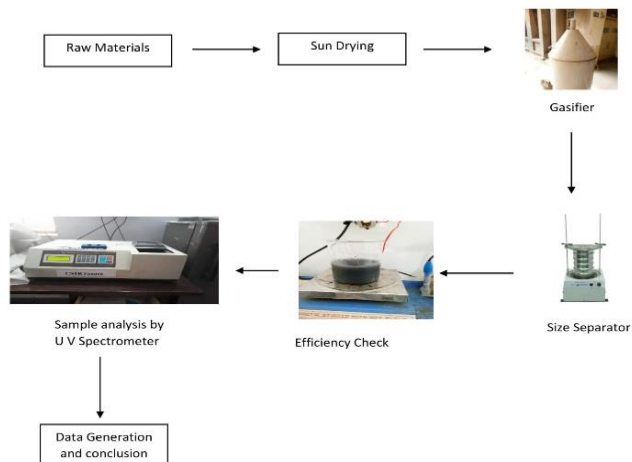 Raw Materials
Sun Drying
Gasifier
Size Separator
Efficiency Check
Sample analysis by
U V Spectrometer
Data Generation
and conclusion